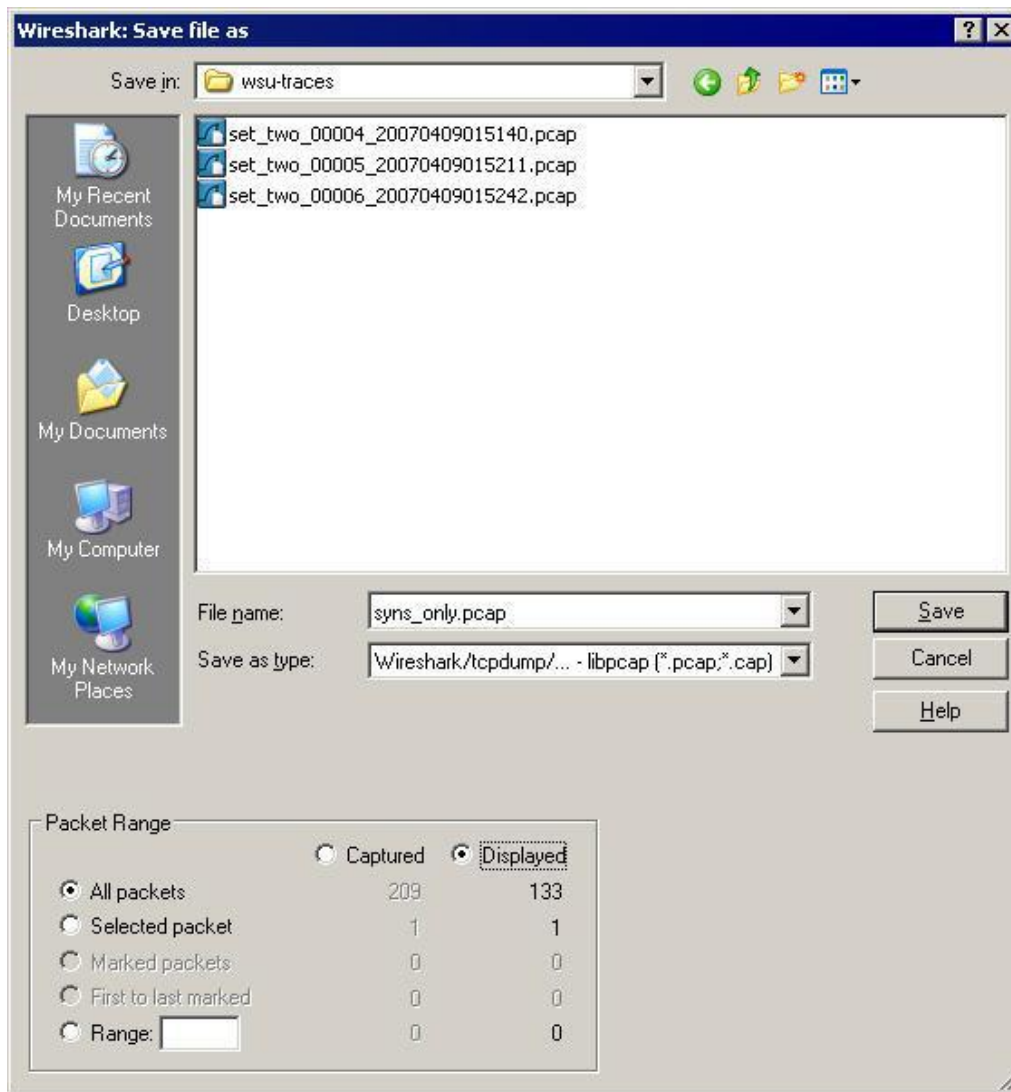 Wireshark: Save file as
Save in: wsu-traces
set_two_00004_20070409015140.pcap
set_two_00005_20070409015211.pcap
set_two_00006_20070409015242.pcap
My Recent
Documents
Desktop
My Documents
My Computer
My Network
Places
File name: syns_only.pcap Save
Save as type: Wireshark/tcpdump/... - libpcap (*.pcap;*.cap) Cancel
Help
Packet Range
Captured Displayed
All packets 209 133
Selected packet 1 1
Marked packets 0 0
First to last marked 0 0
Range: 0 0